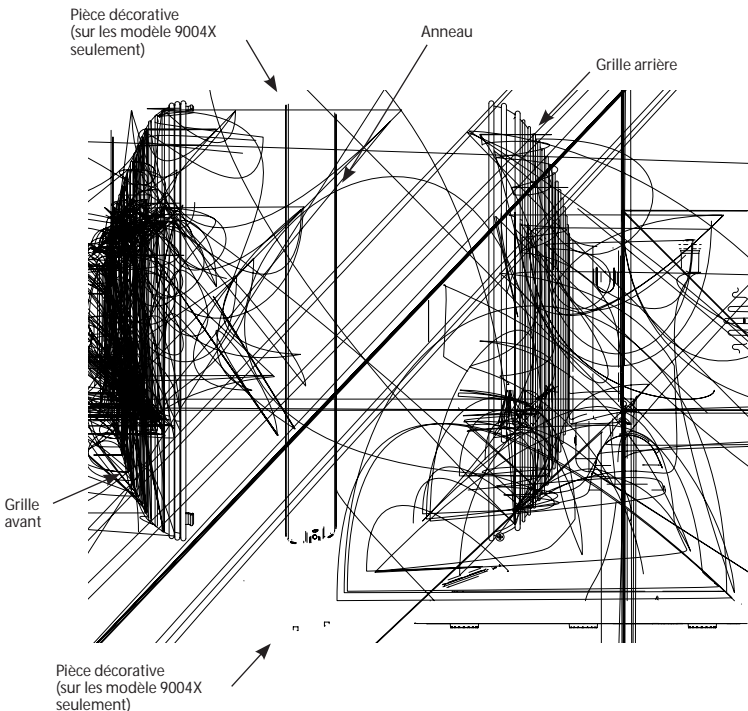 Pièce décorative
(sur les modèle 9004X
seulement)
Anneau
Grille arrière
Grille
avant
Pièce décorative
(sur les modèle 9004X
seulement)